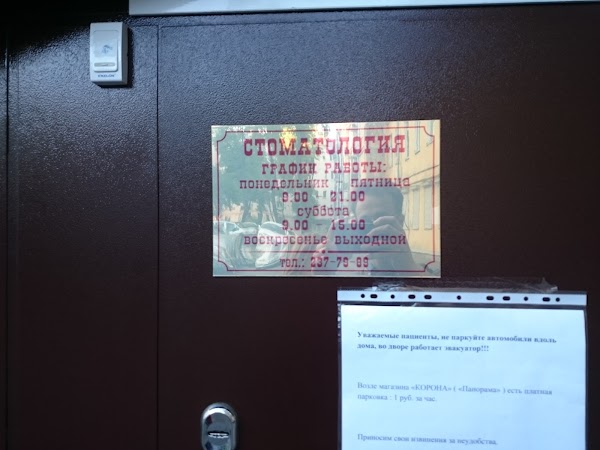 СТОМАТОЛОГИЯ
ГРАФИК РАБОТЫ:
понедельник - пятница
9.00 - 21.00
суббота
9.00 - 15.00
воскресенье выходной
тел.: 237-79-89
Уважаемые пациенты, не паркуйте автомобили вдоль
дома, во дворе работает эвакуатор!!!
Возле магазина «КОРОНА» ( «Панорама» ) есть платная
парковка : 1 руб. за час.
Приносим свои извинения за неудобства.